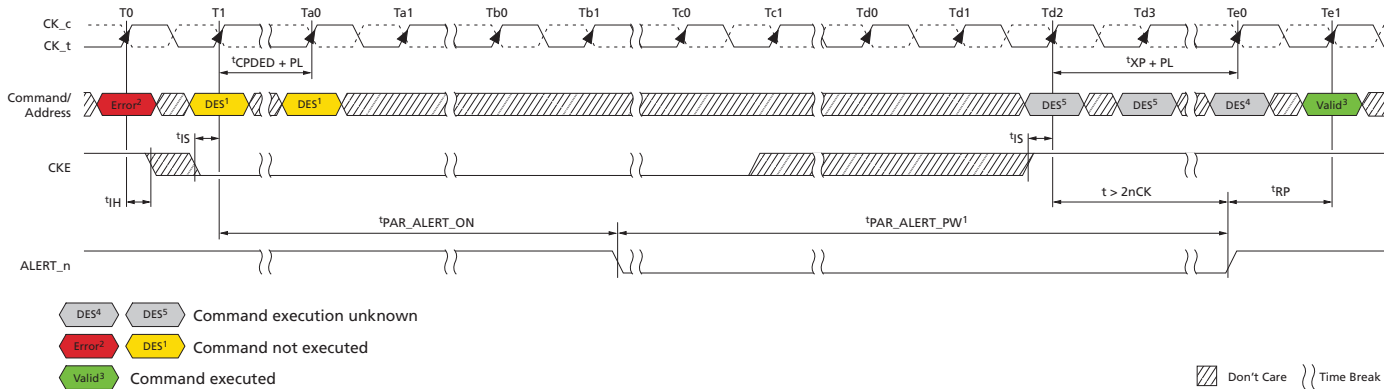 T0 T1 Ta0 Ta1 Tb0 Tb1 Tc0 Tc1 Td0 Td1 Td2 Td3 Te0 Te1
CK_c
CK_t
tCPDED + PL
tXP + PL
Command/
Address
Error2
DES1
DES1
DES5
DES5
DES4
Valid3
tIS
tIS
CKE
tIH
t > 2nCK
tRP
tPAR_ALERT_ON
tPAR_ALERT_PW1
ALERT_n
DES4 DES5 Command execution unknown
Error2 DES1 Command not executed
Valid3 Command executed
Don't Care
Time Break